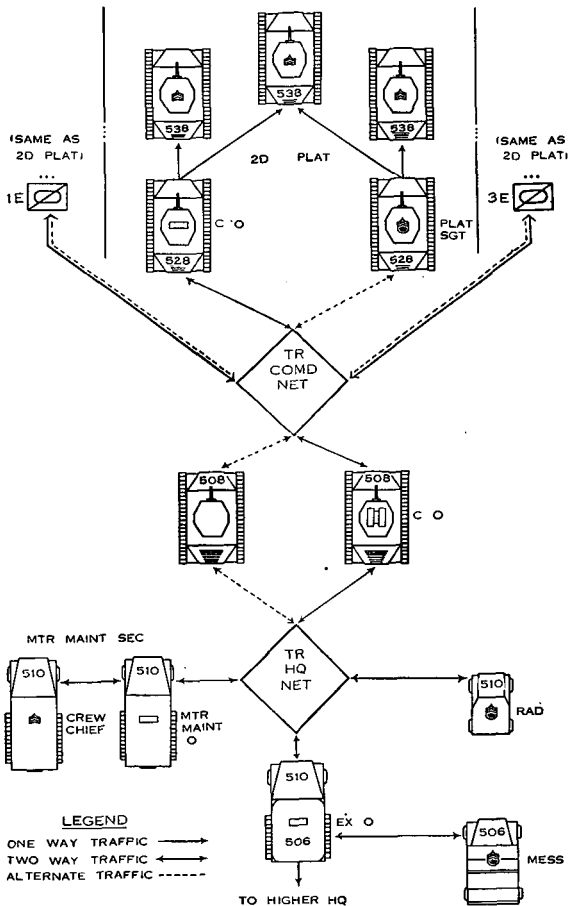 538
538
538
(SAME AS
2D PLAT)
(SAME AS
2D PLAT)
2D PLAT
1E
3E
C O
PLAT
SGT
528
528
TR
COMD
NET
508
508
C O
MTR MAINT SEC
TR
HQ
NET
510
510
510
CREW
CHIEF
MTR
MAINT
O
RAD
510
EX O
506
506
MESS
LEGEND
ONE WAY TRAFFIC
TWO WAY TRAFFIC
ALTERNATE TRAFFIC
TO HIGHER HQ